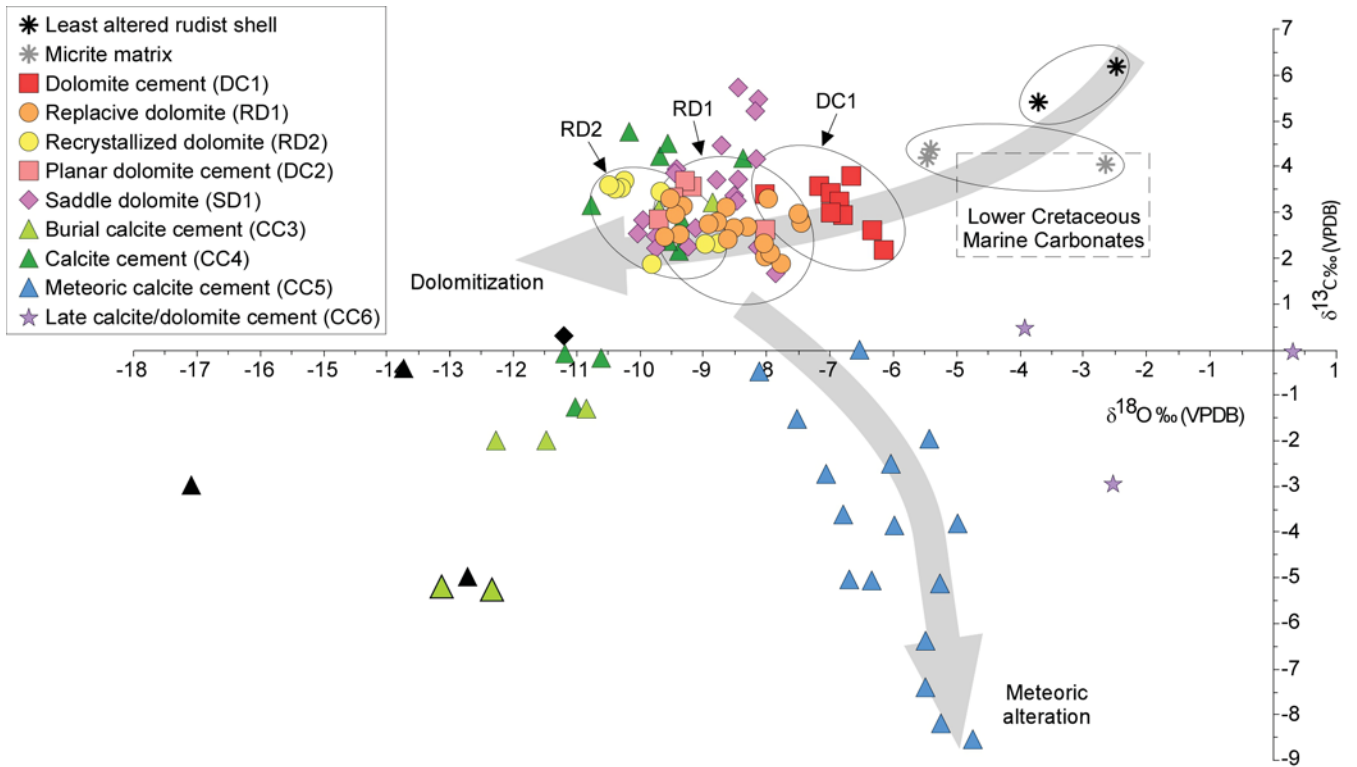 Least altered rudist shell
Micrite matrix
Dolomite cement (DC1)
Replacive dolomite (RD1)
Recrystallized dolomite (RD2)
Planar dolomite cement (DC2)
Saddle dolomite (SD1)
Burial calcite cement (CC3)
Calcite cement (CC4)
Meteoric calcite cement (CC5)
Late calcite/dolomite cement (CC6)
RD2
RD1
DC1
Lower Cretaceous
Marine Carbonates
Dolomitization
Meteoric
alteration
7
6
5
4
3
2
1
-1
-2
-3
-4
-5
-6
-7
-8
-9
δ13C‰ (VPDB)
-18 -17 -16 -15 -14 -13 -12 -11 -10 -9 -8 -7 -6 -5 -4 -3 -2 -1 1
δ18O‰ (VPDB)